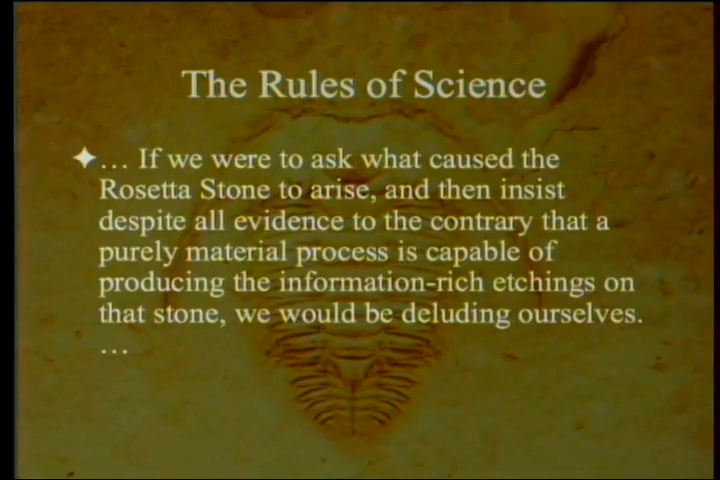 The Rules of Science
… If we were to ask what caused the
Rosetta Stone to arise, and then insist
despite all evidence to the contrary that a
purely material process is capable of
producing the information-rich etchings on
that stone, we would be deluding ourselves.
…